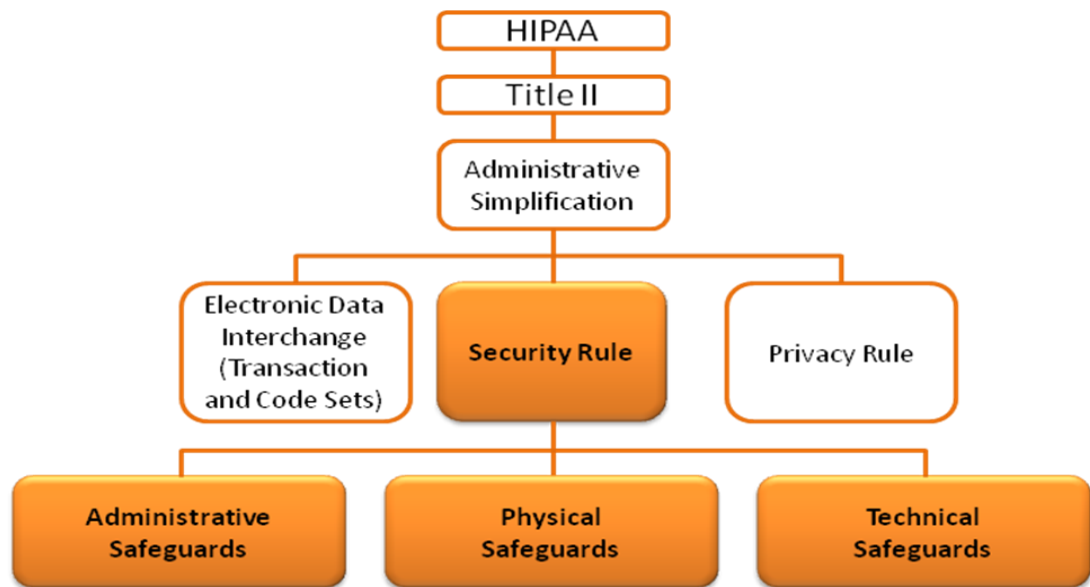 HIPAA
Title II
Administrative
Simplification
Electronic Data
Interchange
(Transaction
and Code Sets)
Security Rule
Privacy Rule
Administrative
Safeguards
Physical
Safeguards
Technical
Safeguards